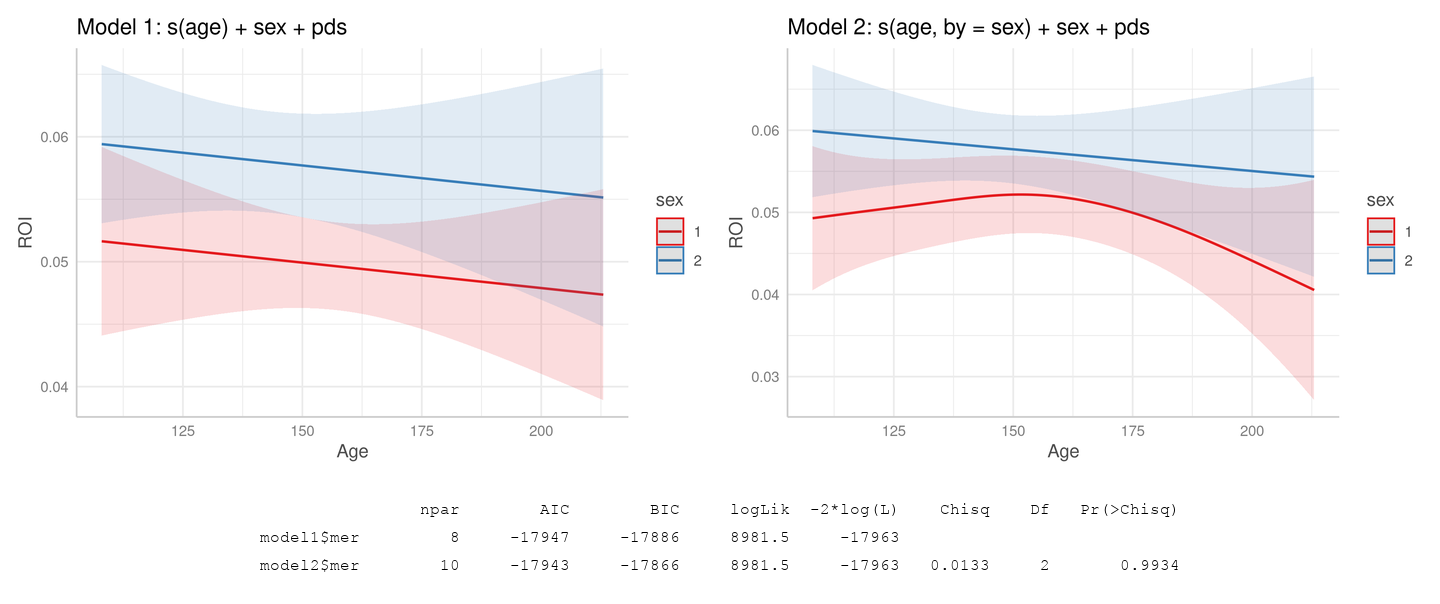 Model 1: s(age) + sex + pds
0.06
0.05
0.04
ROI
125 150 175 200
Age
sex
1
2
Model 2: s(age, by = sex) + sex + pds
0.06
0.05
0.04
0.03
ROI
125 150 175 200
Age
sex
1
2
npar AIC BIC logLik -2*log(L) Chisq Df Pr(>Chisq)
model1$mer 8 -17947 -17886 8981.5 -17963
model2$mer 10 -17943 -17866 8981.5 -17963 0.0133 2 0.9934